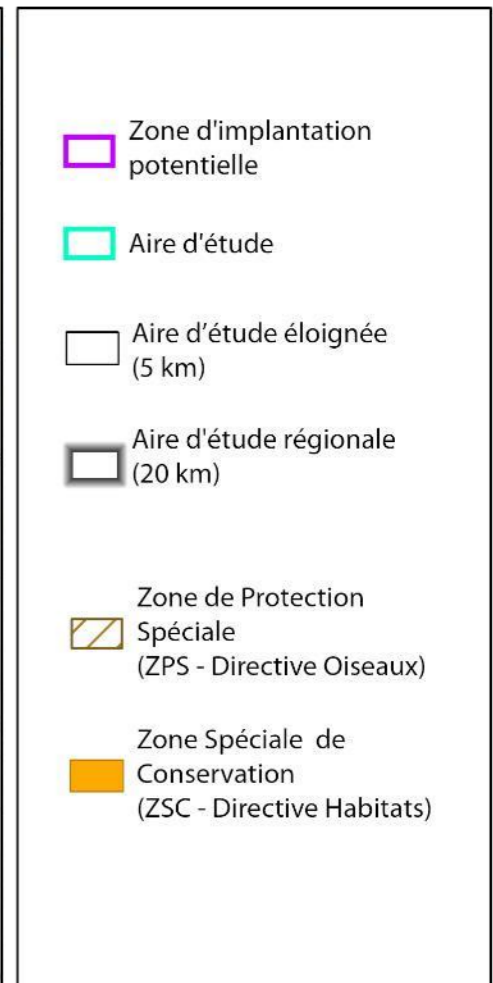 Zone d'implantation
potentielle
Aire d'étude
Aire d’étude éloignée
(5 km)
Aire d'étude régionale
(20 km)
Zone de Protection
Spéciale
(ZPS - Directive Oiseaux)
Zone Spéciale de
Conservation
(ZSC - Directive Habitats)